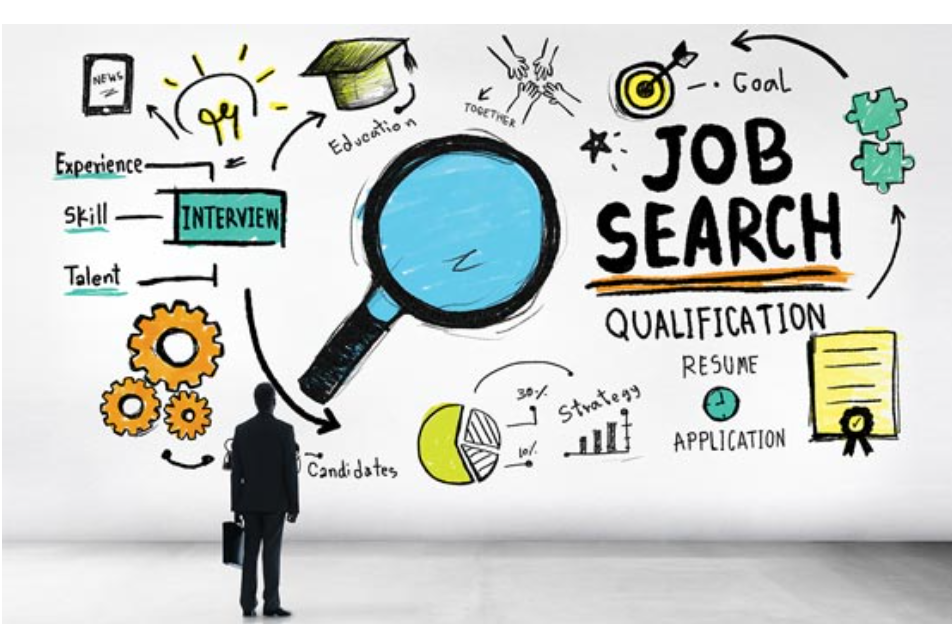 NEWS
Education
TOGETHER
Goal
JOB
SEARCH
Experience
Skill
INTERVIEW
Talent
QUALIFICATION
RESUME
APPLICATION
30%
10%
Strategy
Candidates